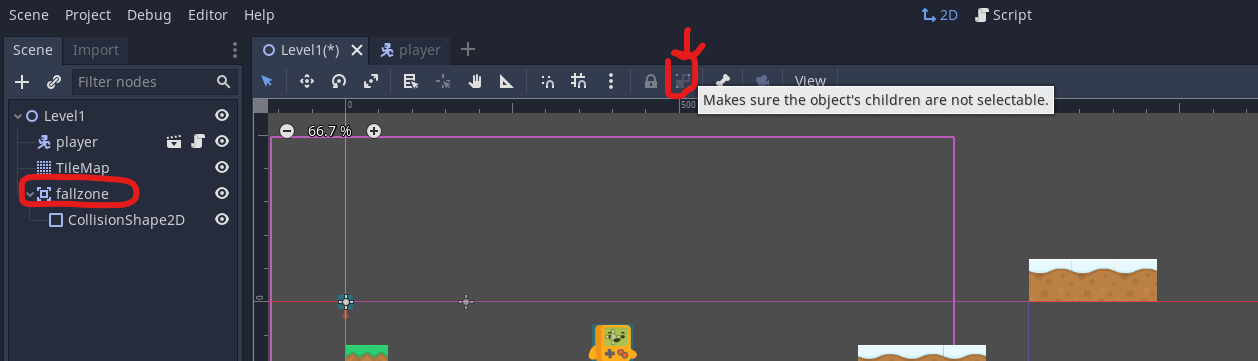 Scene Project Debug Editor Help 2D Script
Scene Import Level1(*) player
Filter nodes View
Makes sure the object's children are not selectable.
0 500
Level1
66.7 %
player
TileMap
fallzone
CollisionShape2D
0